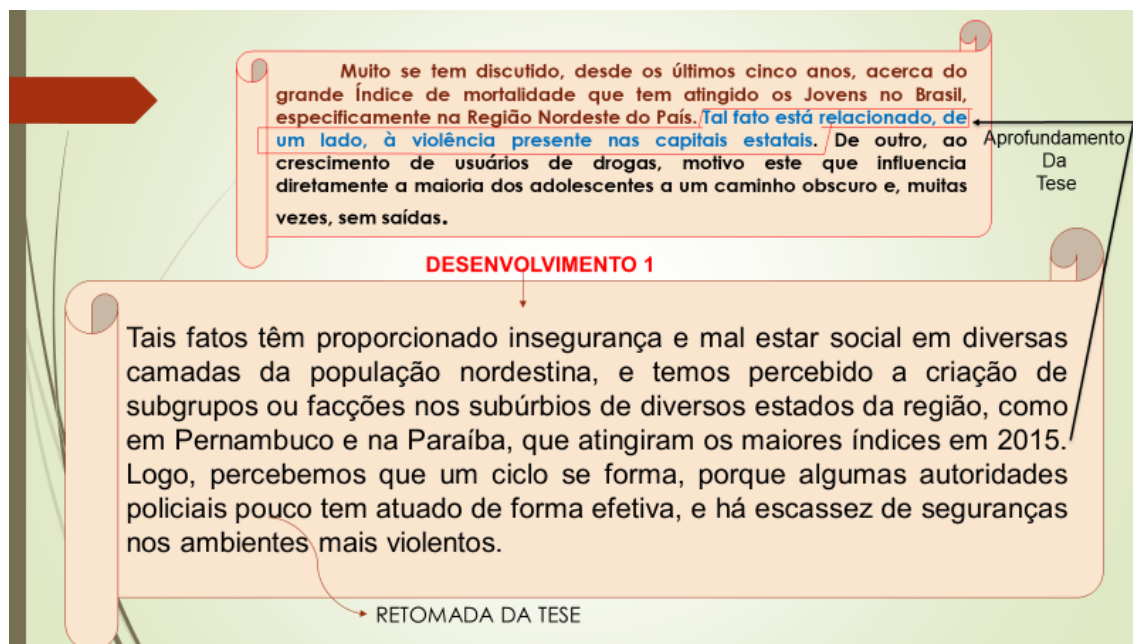 Muito se tem discutido, desde os últimos cinco anos, acerca do
grande Índice de mortalidade que tem atingido os Jovens no Brasil,
especificamente na Região Nordeste do País. Tal fato está relacionado, de
um lado, à violência presente nas capitais estatais. De outro, ao
crescimento de usuários de drogas, motivo este que influencia
diretamente a maioria dos adolescentes a um caminho obscuro e, muitas
vezes, sem saídas.
Aprofundamento
Da
Tese
DESENVOLVIMENTO 1
Tais fatos têm proporcionado insegurança e mal estar social em diversas
camadas da população nordestina, e temos percebido a criação de
subgrupos ou facções nos subúrbios de diversos estados da região, como
em Pernambuco e na Paraíba, que atingiram os maiores índices em 2015.
Logo, percebemos que um ciclo se forma, porque algumas autoridades
policiais pouco tem atuado de forma efetiva, e há escassez de seguranças
nos ambientes mais violentos.
RETOMADA DA TESE